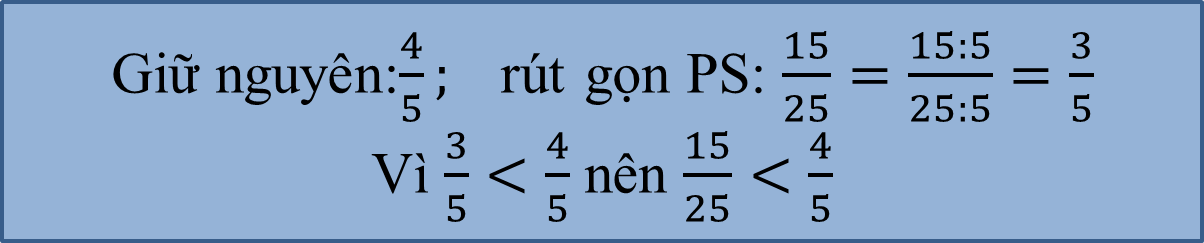 Giữ nguyên: 4/5 ; rút gọn PS: 15/25 = 15:5/25:5 = 3/5
Vì 3/5 < 4/5 nên 15/25 < 4/5